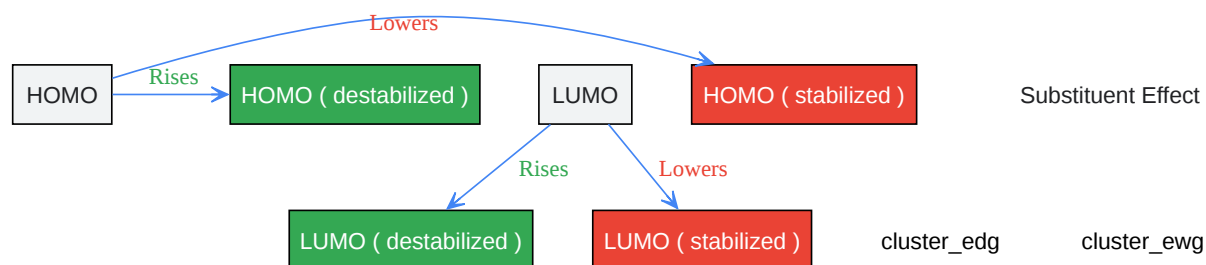 Lowers
Rises
HOMO
HOMO ( destabilized )
LUMO
HOMO ( stabilized )
Substituent Effect
Rises
Lowers
LUMO ( destabilized )
LUMO ( stabilized )
cluster_edg
cluster_ewg